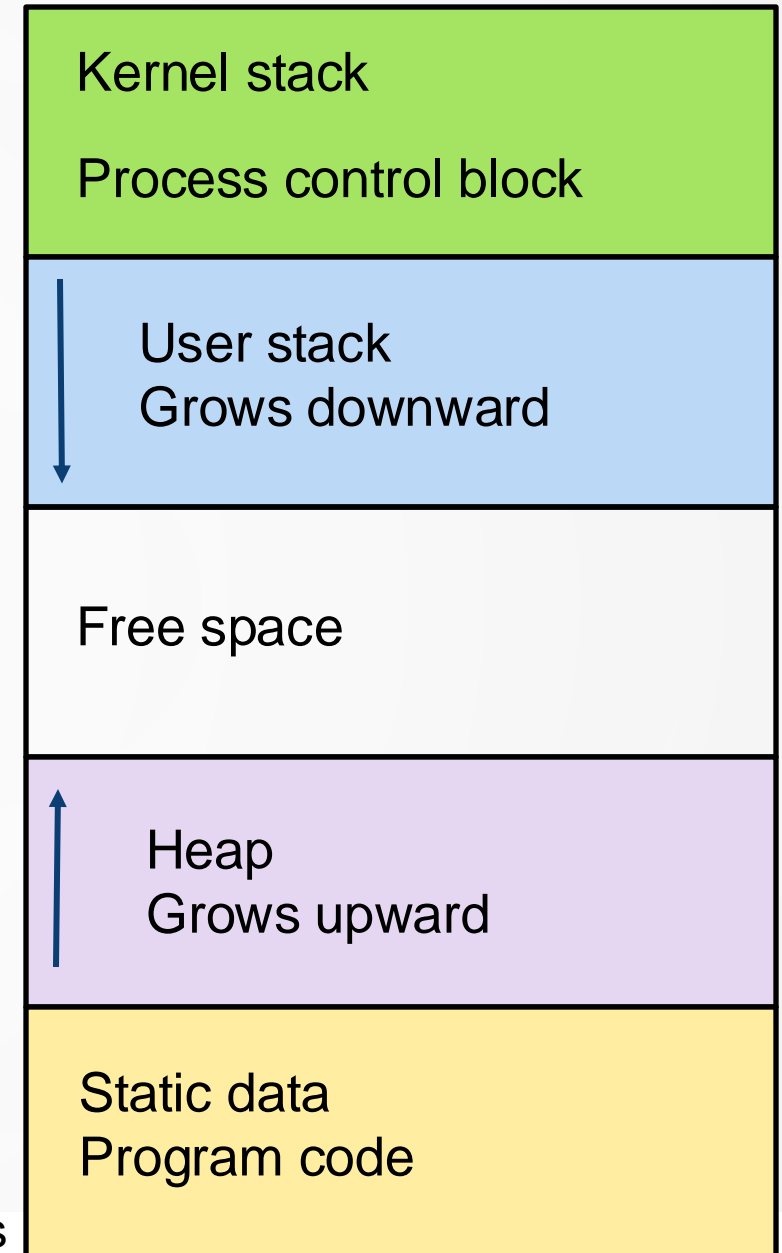 Kernel stack
Process control block
User stack
Grows downward
Free space
Heap
Grows upward
Static data
Program code